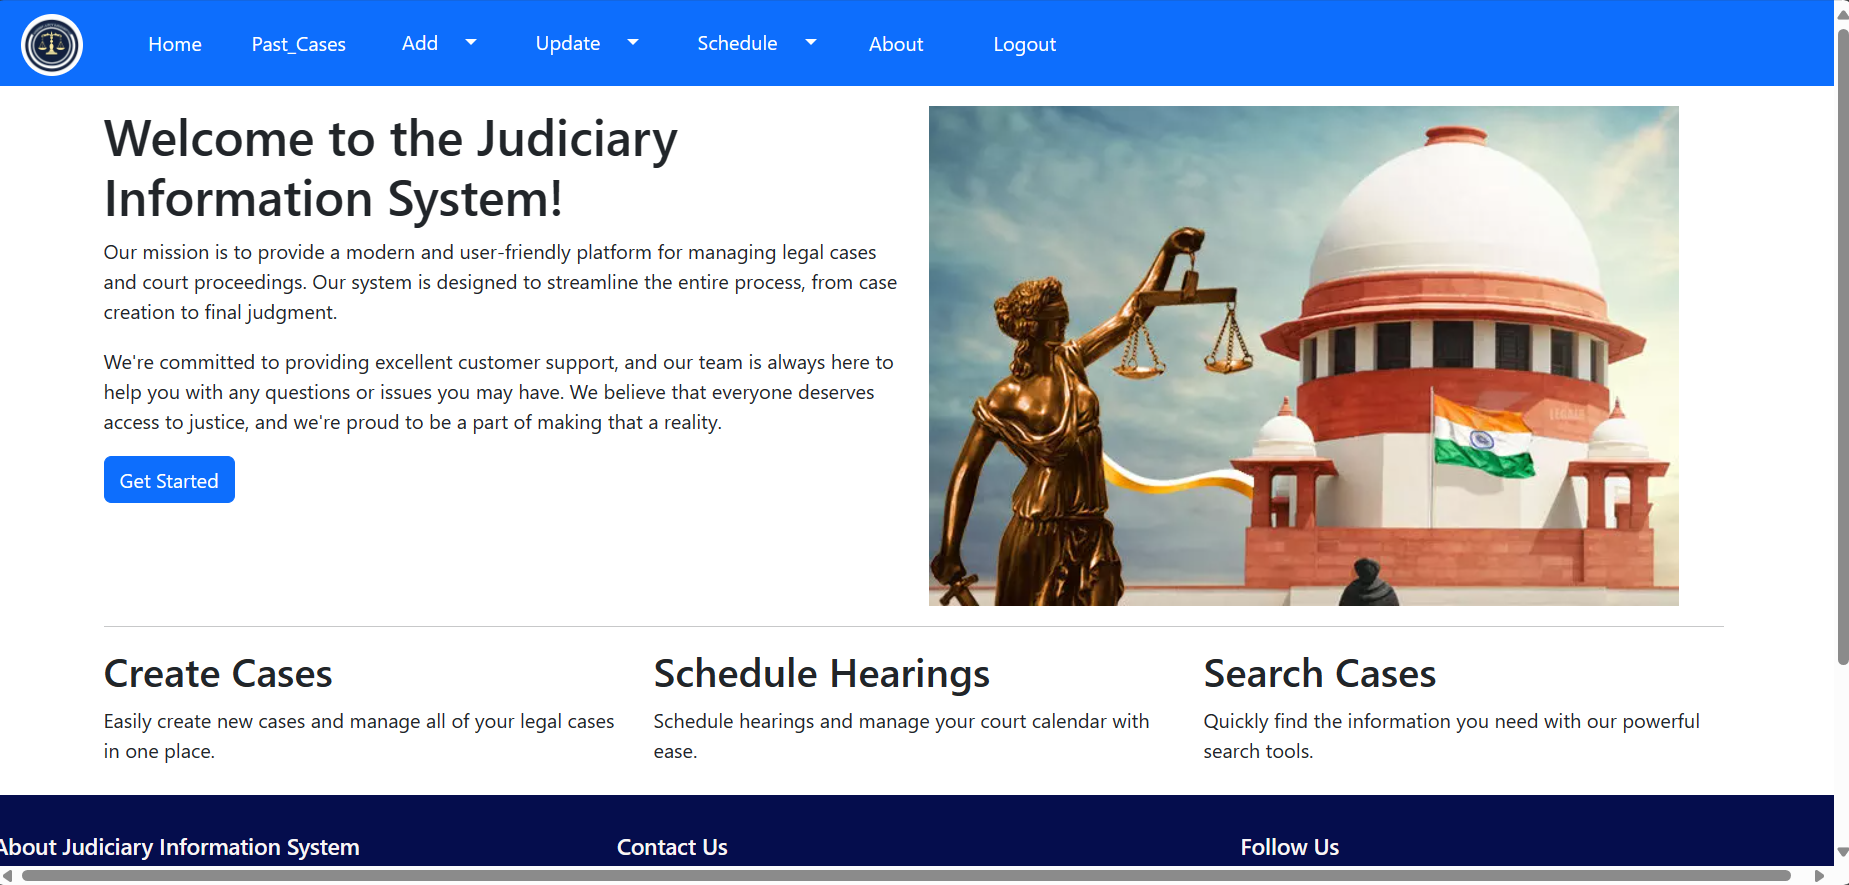 Home Past_Cases Add Update Schedule About Logout
Welcome to the Judiciary
Information System!
Our mission is to provide a modern and user-friendly platform for managing legal cases
and court proceedings. Our system is designed to streamline the entire process, from case
creation to final judgment.
We're committed to providing excellent customer support, and our team is always here to
help you with any questions or issues you may have. We believe that everyone deserves
access to justice, and we're proud to be a part of making that a reality.
Get Started
Create Cases
Easily create new cases and manage all of your legal cases
in one place.
Schedule Hearings
Schedule hearings and manage your court calendar with
ease.
Search Cases
Quickly find the information you need with our powerful
search tools.
About Judiciary Information System
Contact Us
Follow Us